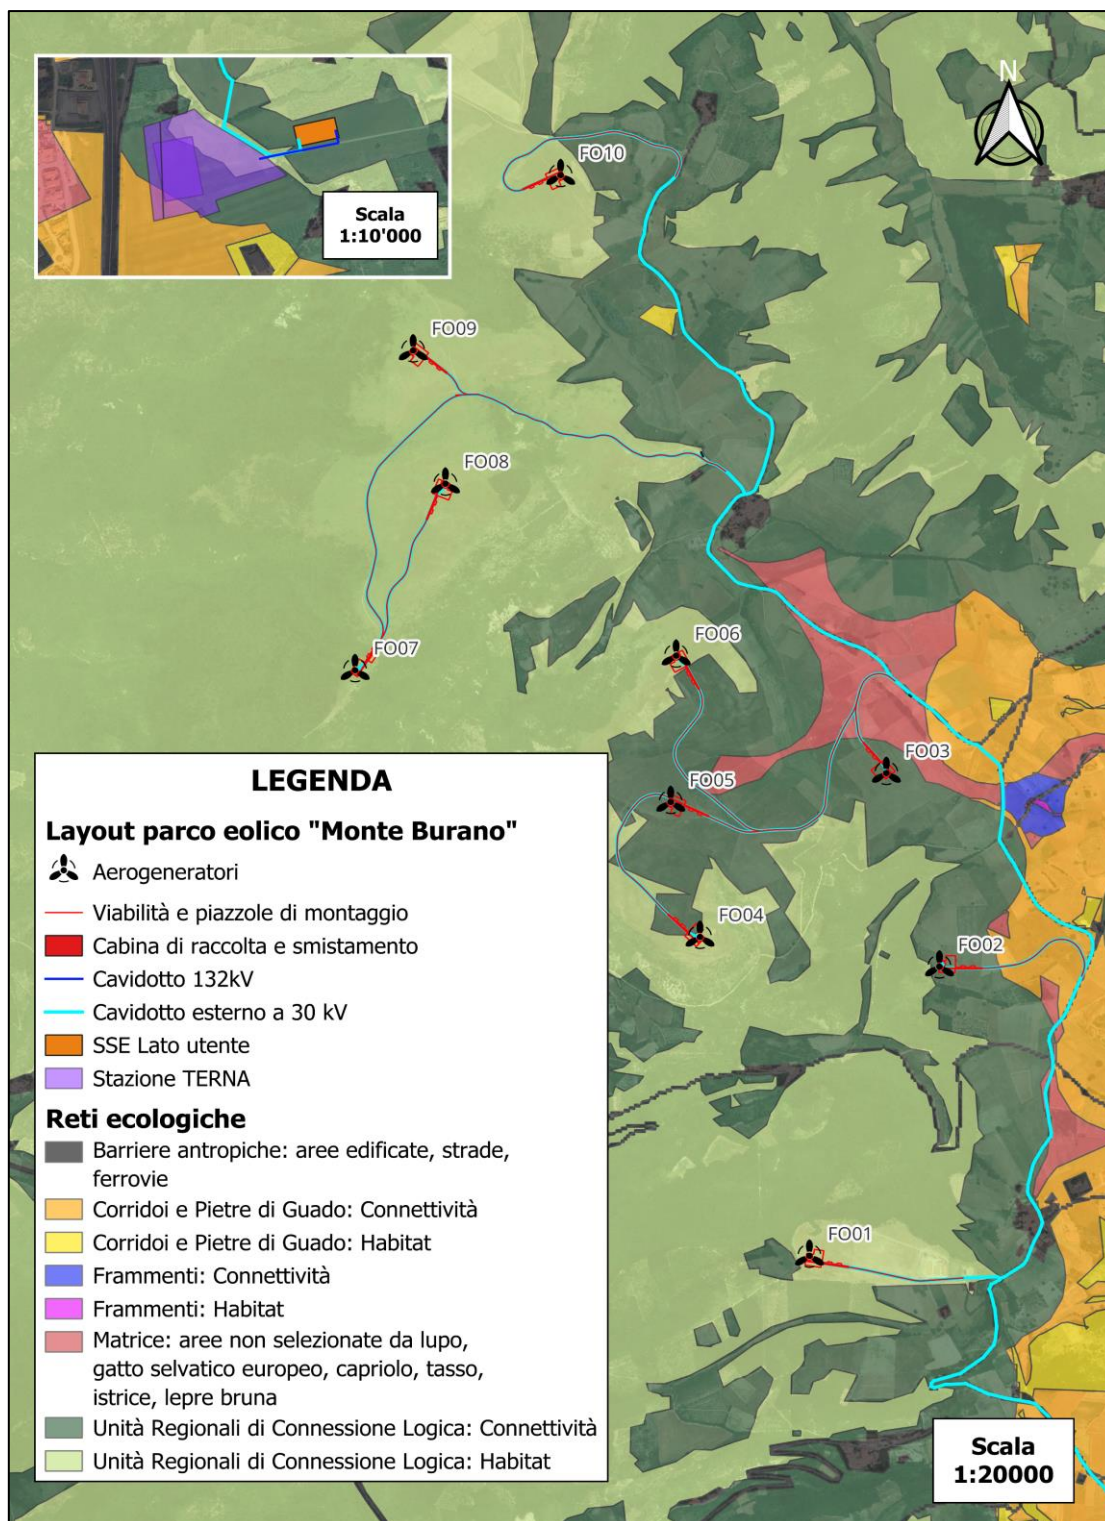 N
FO10
Scala
1:10'000
FO09
FO08
FO07
FO06
FO05
FO03
FO04
FO02
FO01
LEGENDA
Layout parco eolico "Monte Burano"
Aerogeneratori
Viabilità e piazzole di montaggio
Cabina di raccolta e smistamento
Cavidotto 132kV
Cavidotto esterno a 30 kV
SSE Lato utente
Stazione TERNA
Reti ecologiche
Barriere antropiche: aree edificate, strade,
ferrovie
Corridoi e Pietre di Guado: Connettività
Corridoi e Pietre di Guado: Habitat
Frammenti: Connettività
Frammenti: Habitat
Matrice: aree non selezionate da lupo,
gatto selvatico europeo, capriolo, tasso,
istrice, lepre bruna
Unità Regionali di Connessione Logica: Connettività
Unità Regionali di Connessione Logica: Habitat
Scala
1:20000